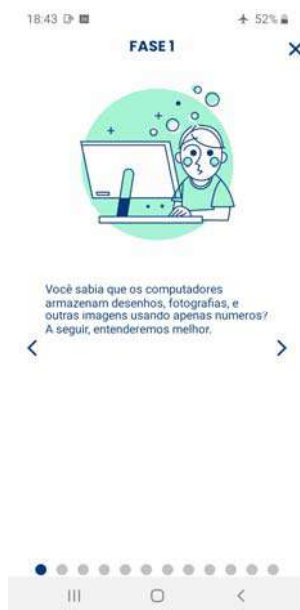 18:43
52%
FASE 1
Você sabia que os computadores
armazenam desenhos, fotografias, e
outras imagens usando apenas números?
A seguir, entenderemos melhor.